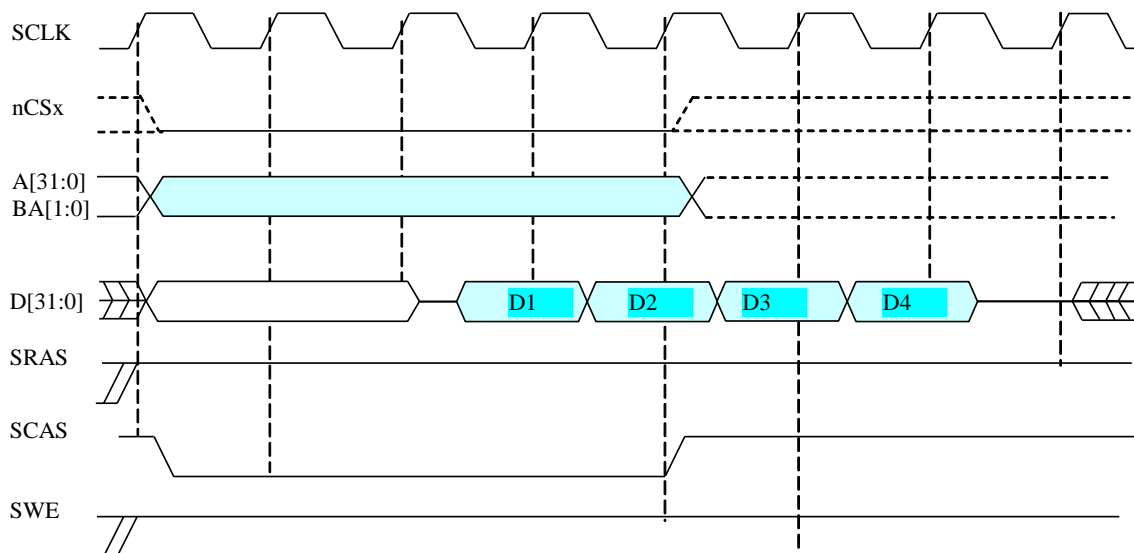 SCLK
nCSx
A[31:0]
BA[1:0]
D[31:0]
D1 D2 D3 D4
SRAS
SCAS
SWE